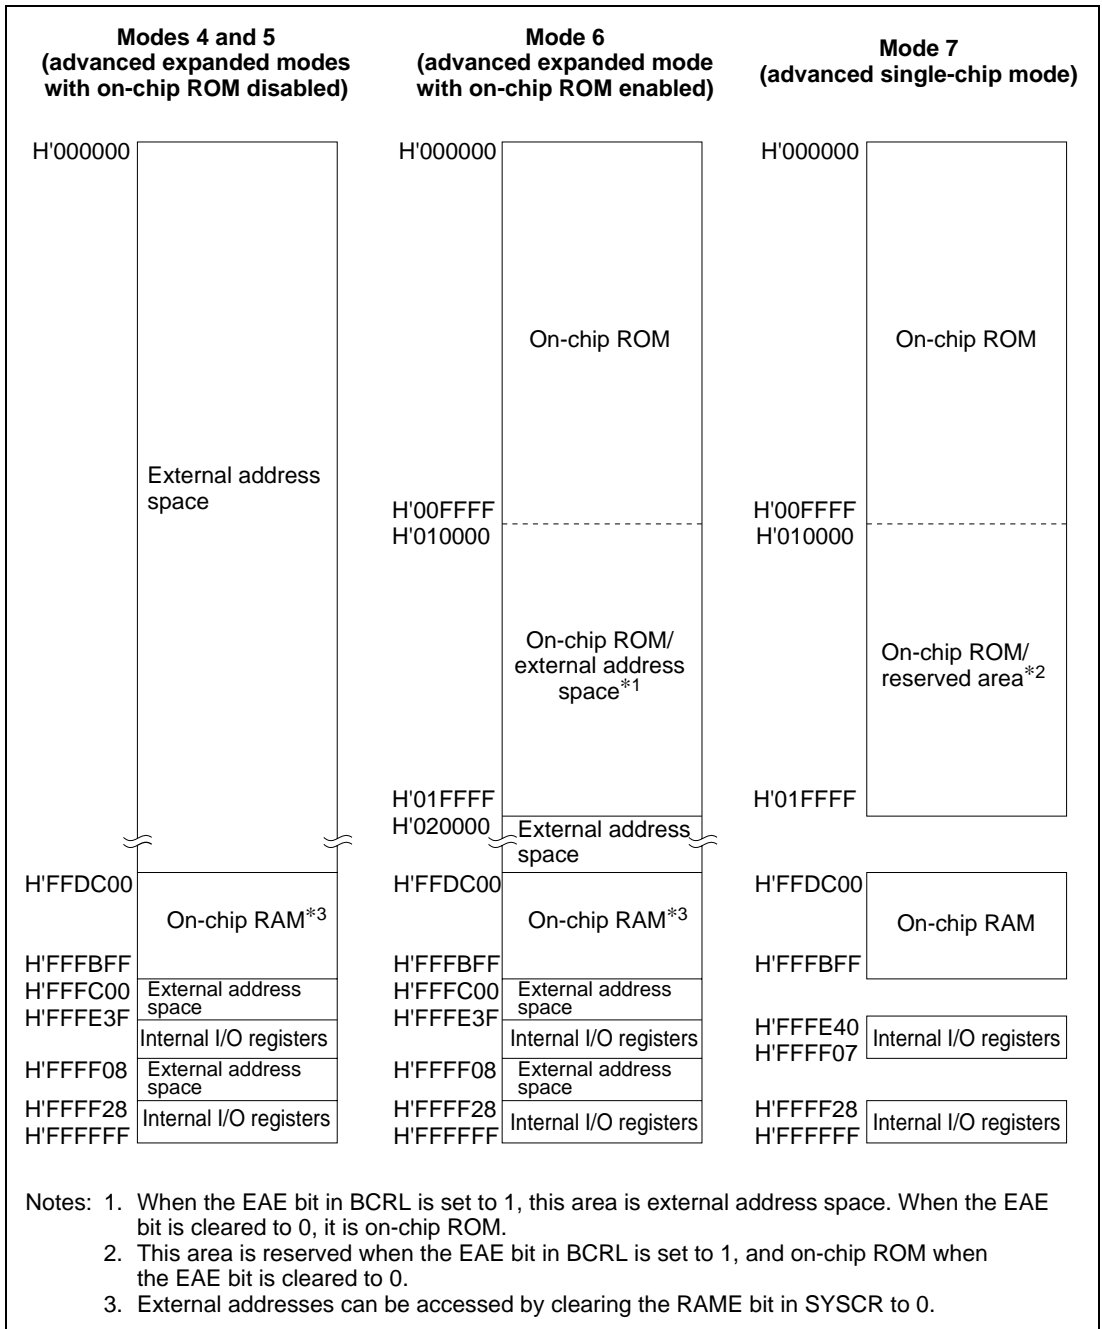 Modes 4 and 5
(advanced expanded modes
with on-chip ROM disabled)
H'000000
External address
space
H'FFDC00
On-chip RAM*3
H'FFFBFF
H'FFFC00
External address
space
H'FFFE3F
Internal I/O registers
H'FFFF08
External address
space
H'FFFF28
Internal I/O registers
H'FFFFFF
Mode 6
(advanced expanded mode
with on-chip ROM enabled)
H'000000
On-chip ROM
H'00FFFF
H'010000
On-chip ROM/
external address
space*1
H'01FFFF
H'020000
External address
space
H'FFDC00
On-chip RAM*3
H'FFFBFF
H'FFFC00
External address
space
H'FFFE3F
Internal I/O registers
H'FFFF08
External address
space
H'FFFF28
Internal I/O registers
H'FFFFFF
Mode 7
(advanced single-chip mode)
H'000000
On-chip ROM
H'00FFFF
H'010000
On-chip ROM/
reserved area*2
H'01FFFF
H'FFDC00
On-chip RAM
H'FFFBFF
H'FFFE40
Internal I/O registers
H'FFFF07
H'FFFF28
Internal I/O registers
H'FFFFFF
Notes: 1. When the EAE bit in BCRL is set to 1, this area is external address space. When the EAE
bit is cleared to 0, it is on-chip ROM.
2. This area is reserved when the EAE bit in BCRL is set to 1, and on-chip ROM when
the EAE bit is cleared to 0.
3. External addresses can be accessed by clearing the RAME bit in SYSCR to 0.